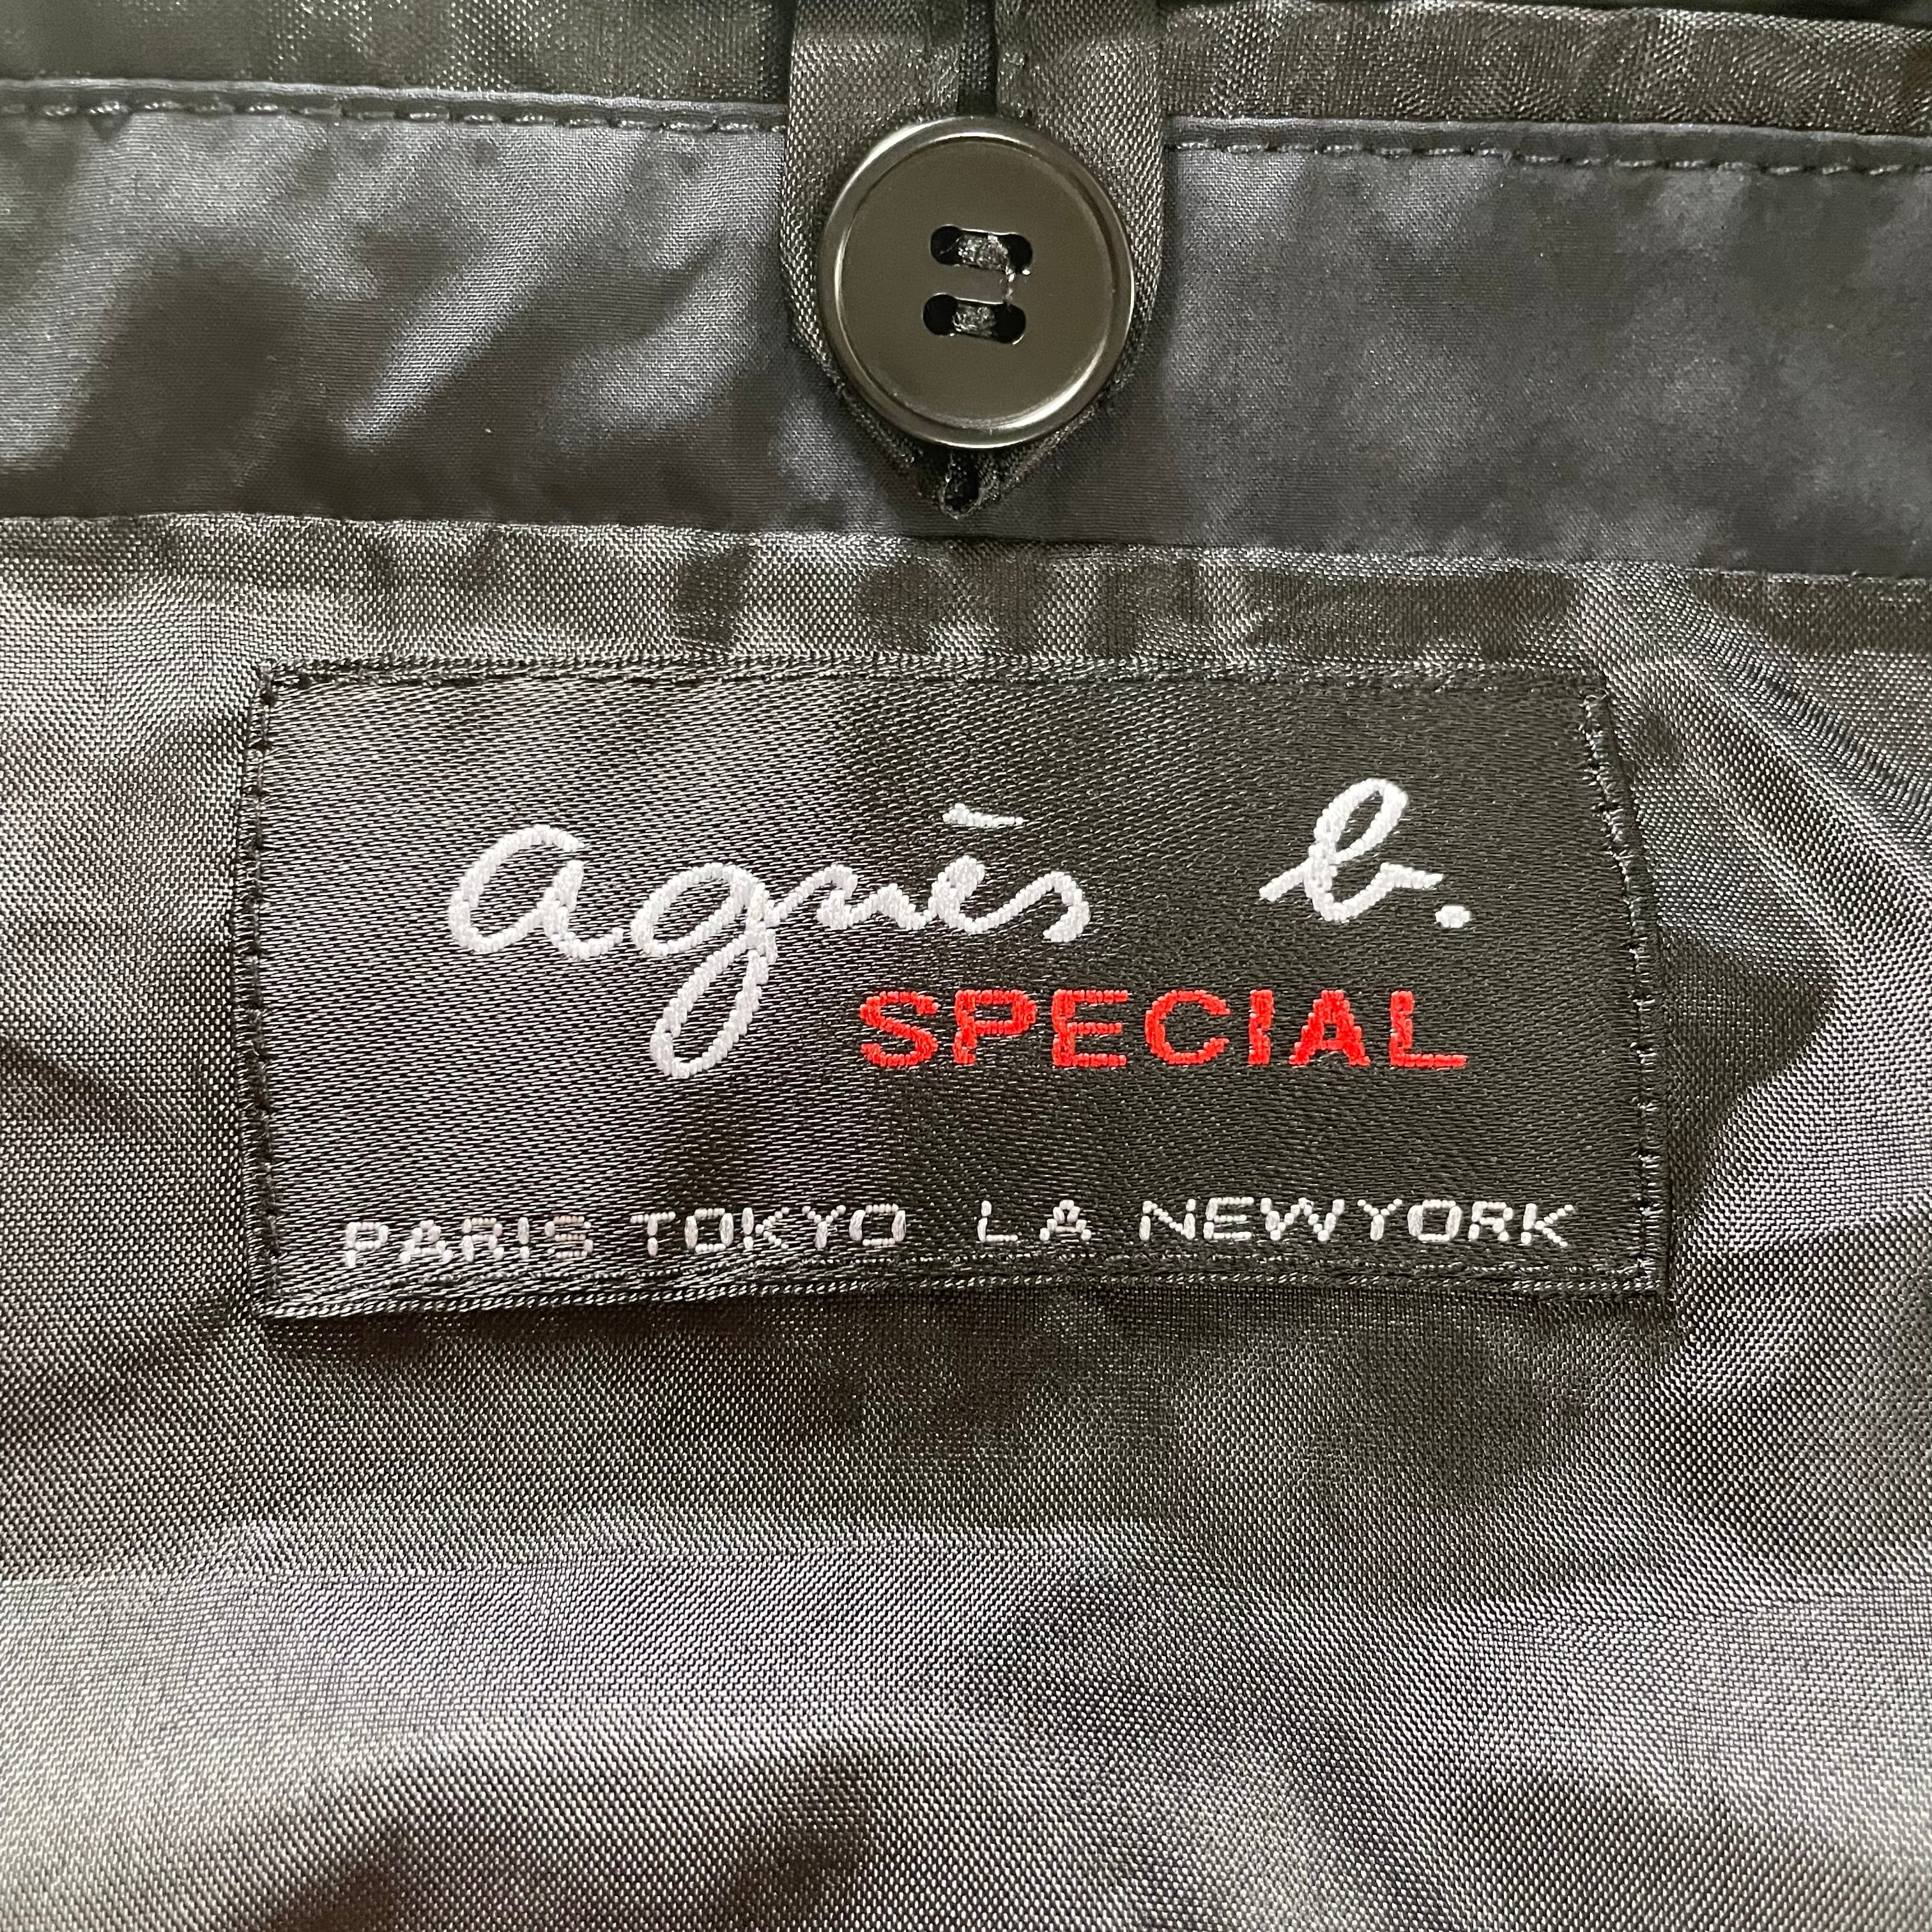 agnès b.
SPECIAL
PARIS TOKYO LA NEWYORK